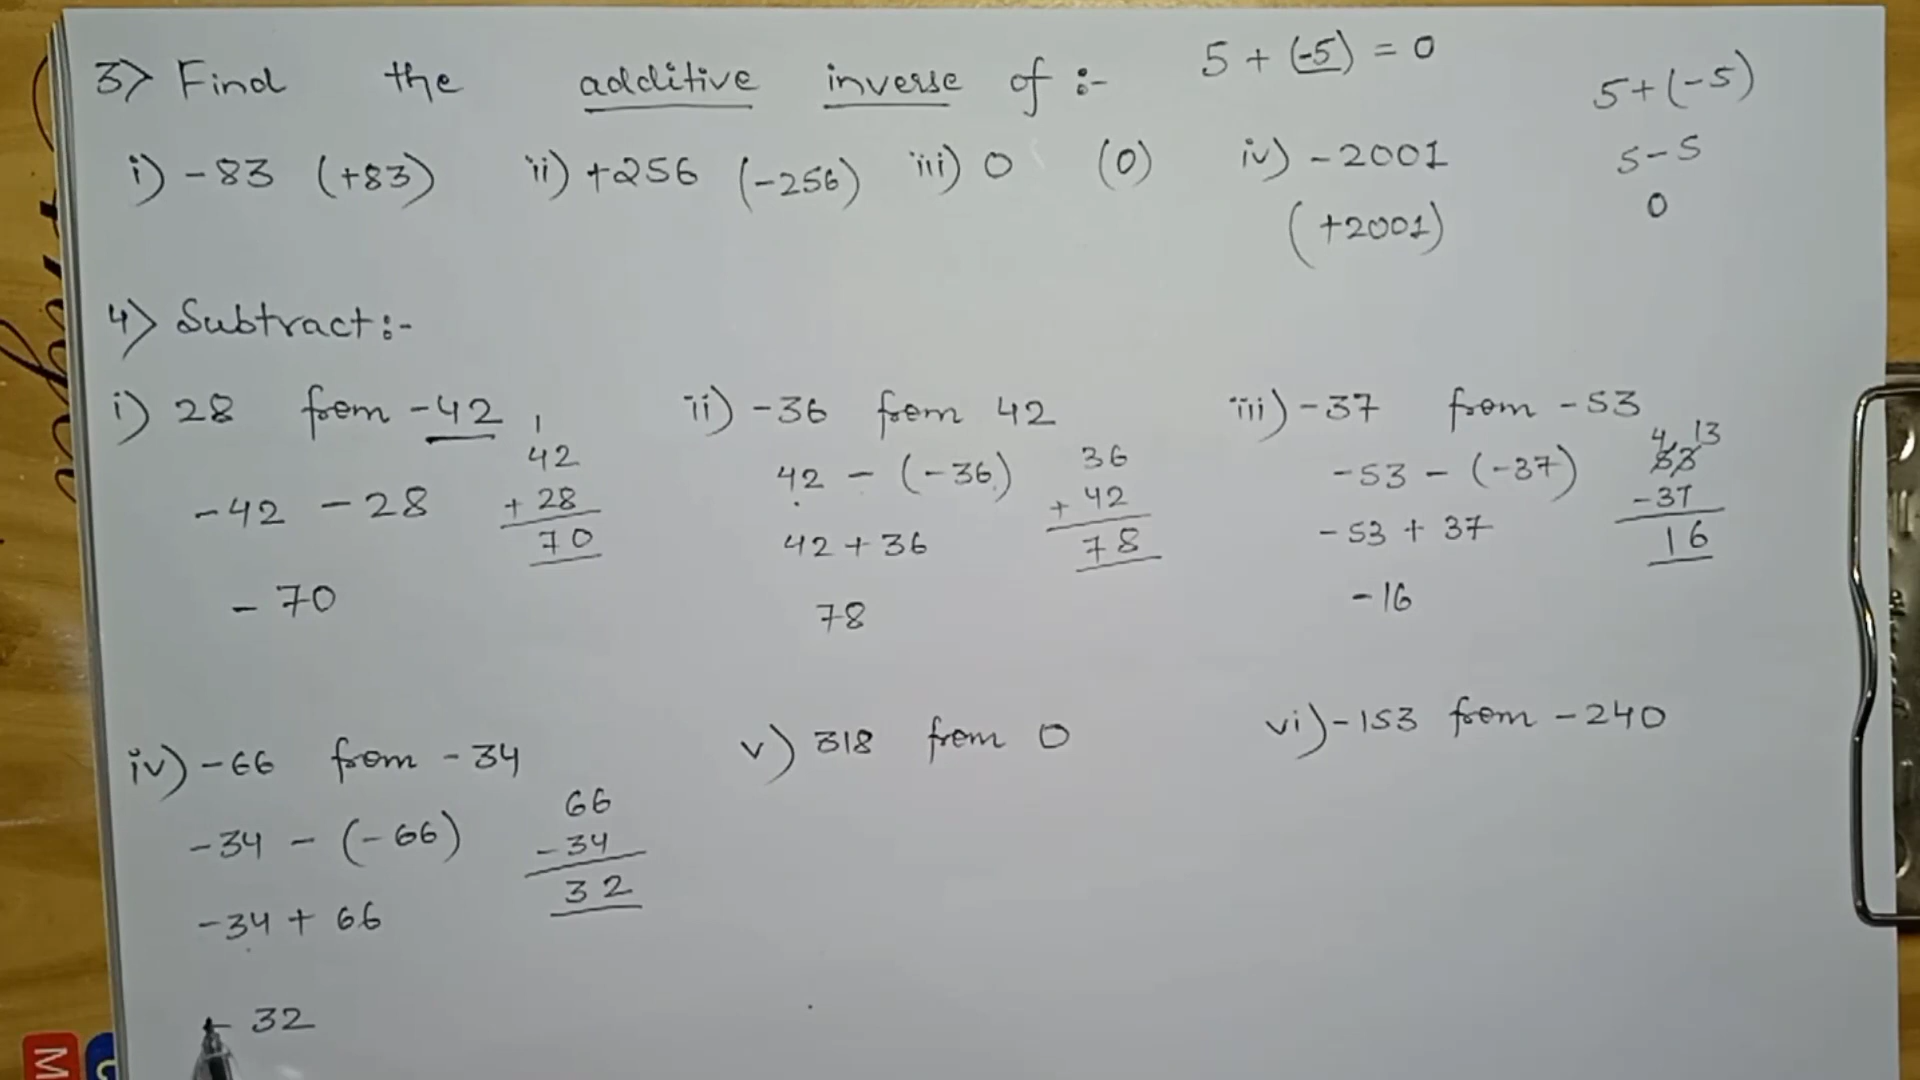 3) Find the additive inverse of :- 5 + (-5) = 0
5 + (-5)
5 - 5
0
i) -83 (+83) ii) +256 (-256) iii) 0 (0) iv) -2001
(+2001)
4) Subtract :-
i) 28 from -42
1
42
+ 28
70
-42 - 28
- 70
ii) -36 from 42
42 - (-36)
42 + 36
78
36
+ 42
78
iii) -37 from -53
-53 - (-37)
-53 + 37
-16
4 13
53
-37
16
iv) -66 from -34
-34 - (-66)
-34 + 66
32
66
- 34
32
v) 318 from 0
vi) -153 from -240
M